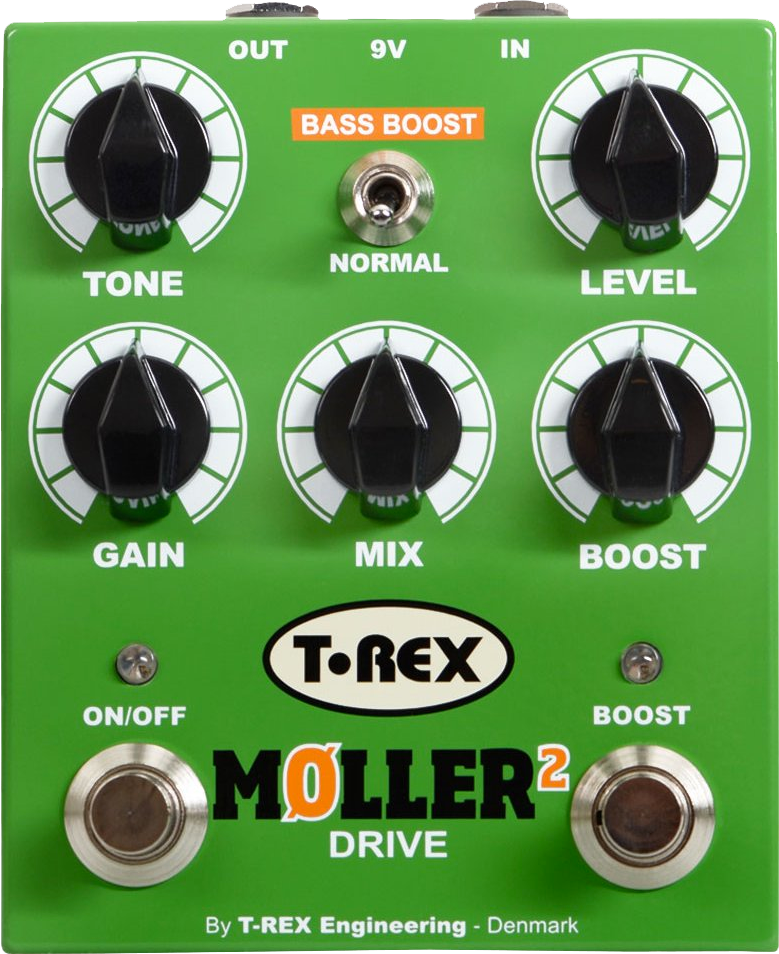 OUT 9V IN
BASS BOOST
NORMAL
TONE LEVEL
GAIN MIX BOOST
T•REX
ON/OFF BOOST
MØLLER²
DRIVE
By T-REX Engineering - Denmark